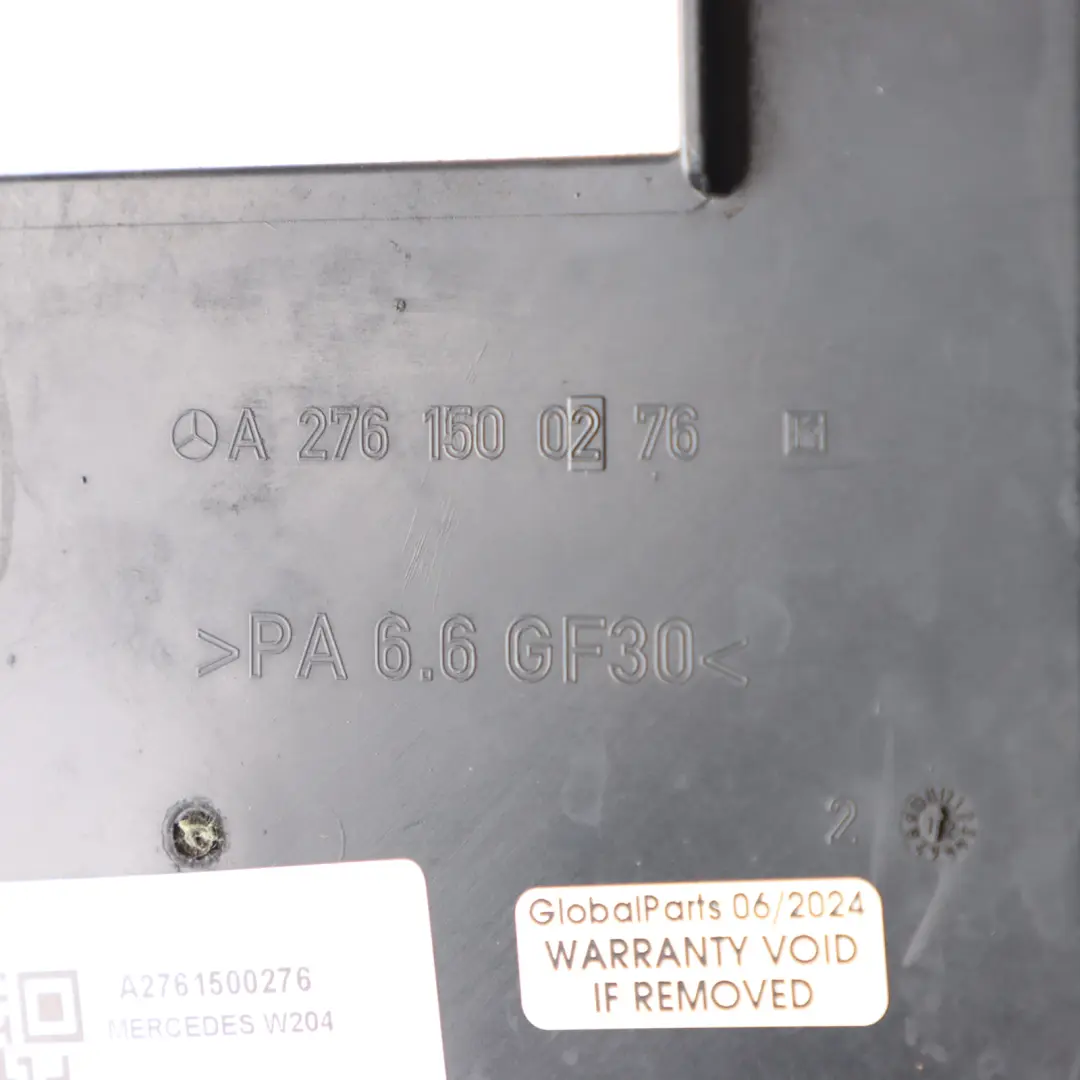 A 276 150 02 76
>PA 6.6 GF30<
2
GlobalParts 06/2024
WARRANTY VOID
IF REMOVED
A2761500276
MERCEDES W204